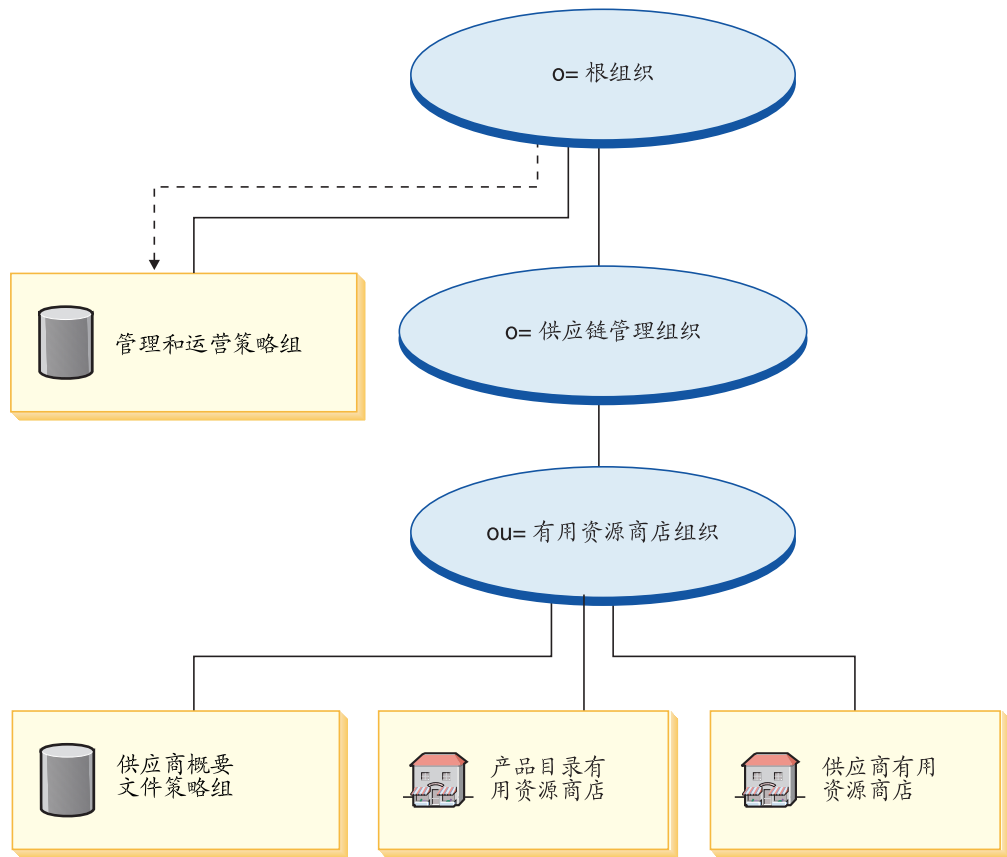 o= 根组织
管理和运营策略组
o= 供应链管理组织
ou= 有用资源商店组织
供应商概要
文件策略组
产品目录有
用资源商店
供应商有用
资源商店